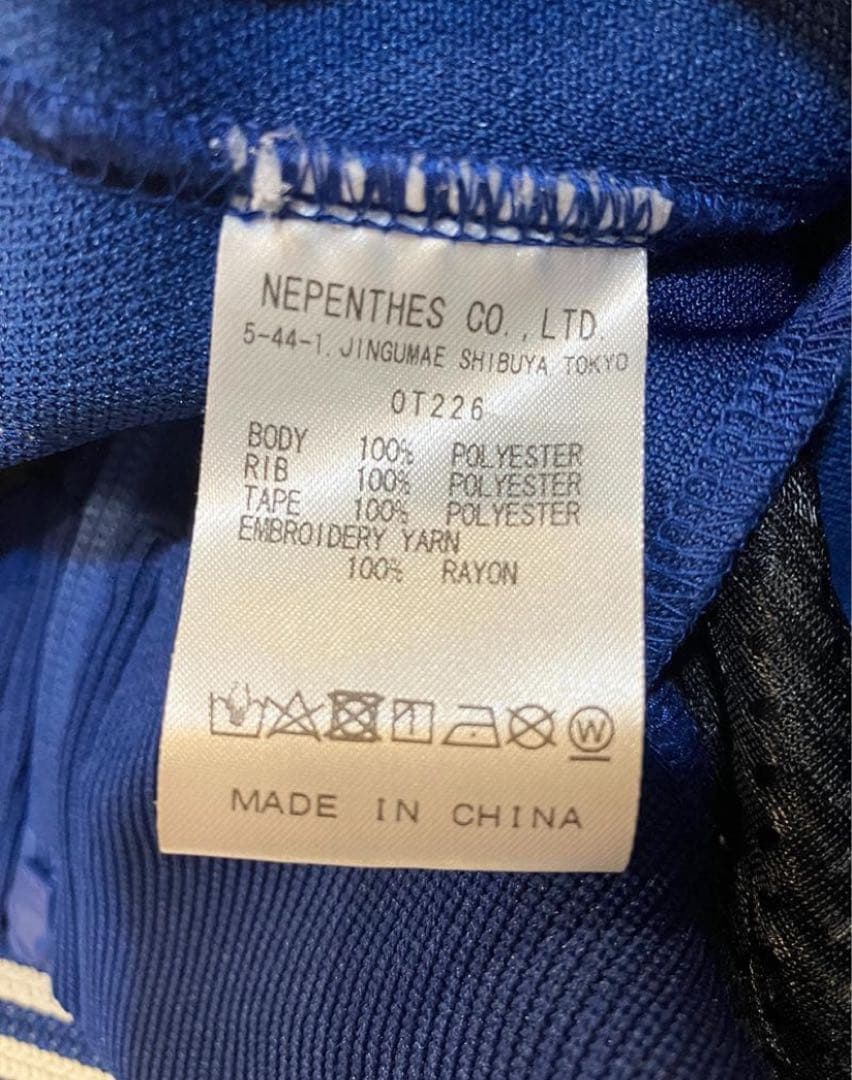 NEPENTHES CO., LTD.
5-44-1, JINGUMAE SHIBUYA TOKYO
OT226
BODY 100% POLYESTER
RIB 100% POLYESTER
TAPE 100% POLYESTER
EMBROIDERY YARN
100% RAYON
W
MADE IN CHINA